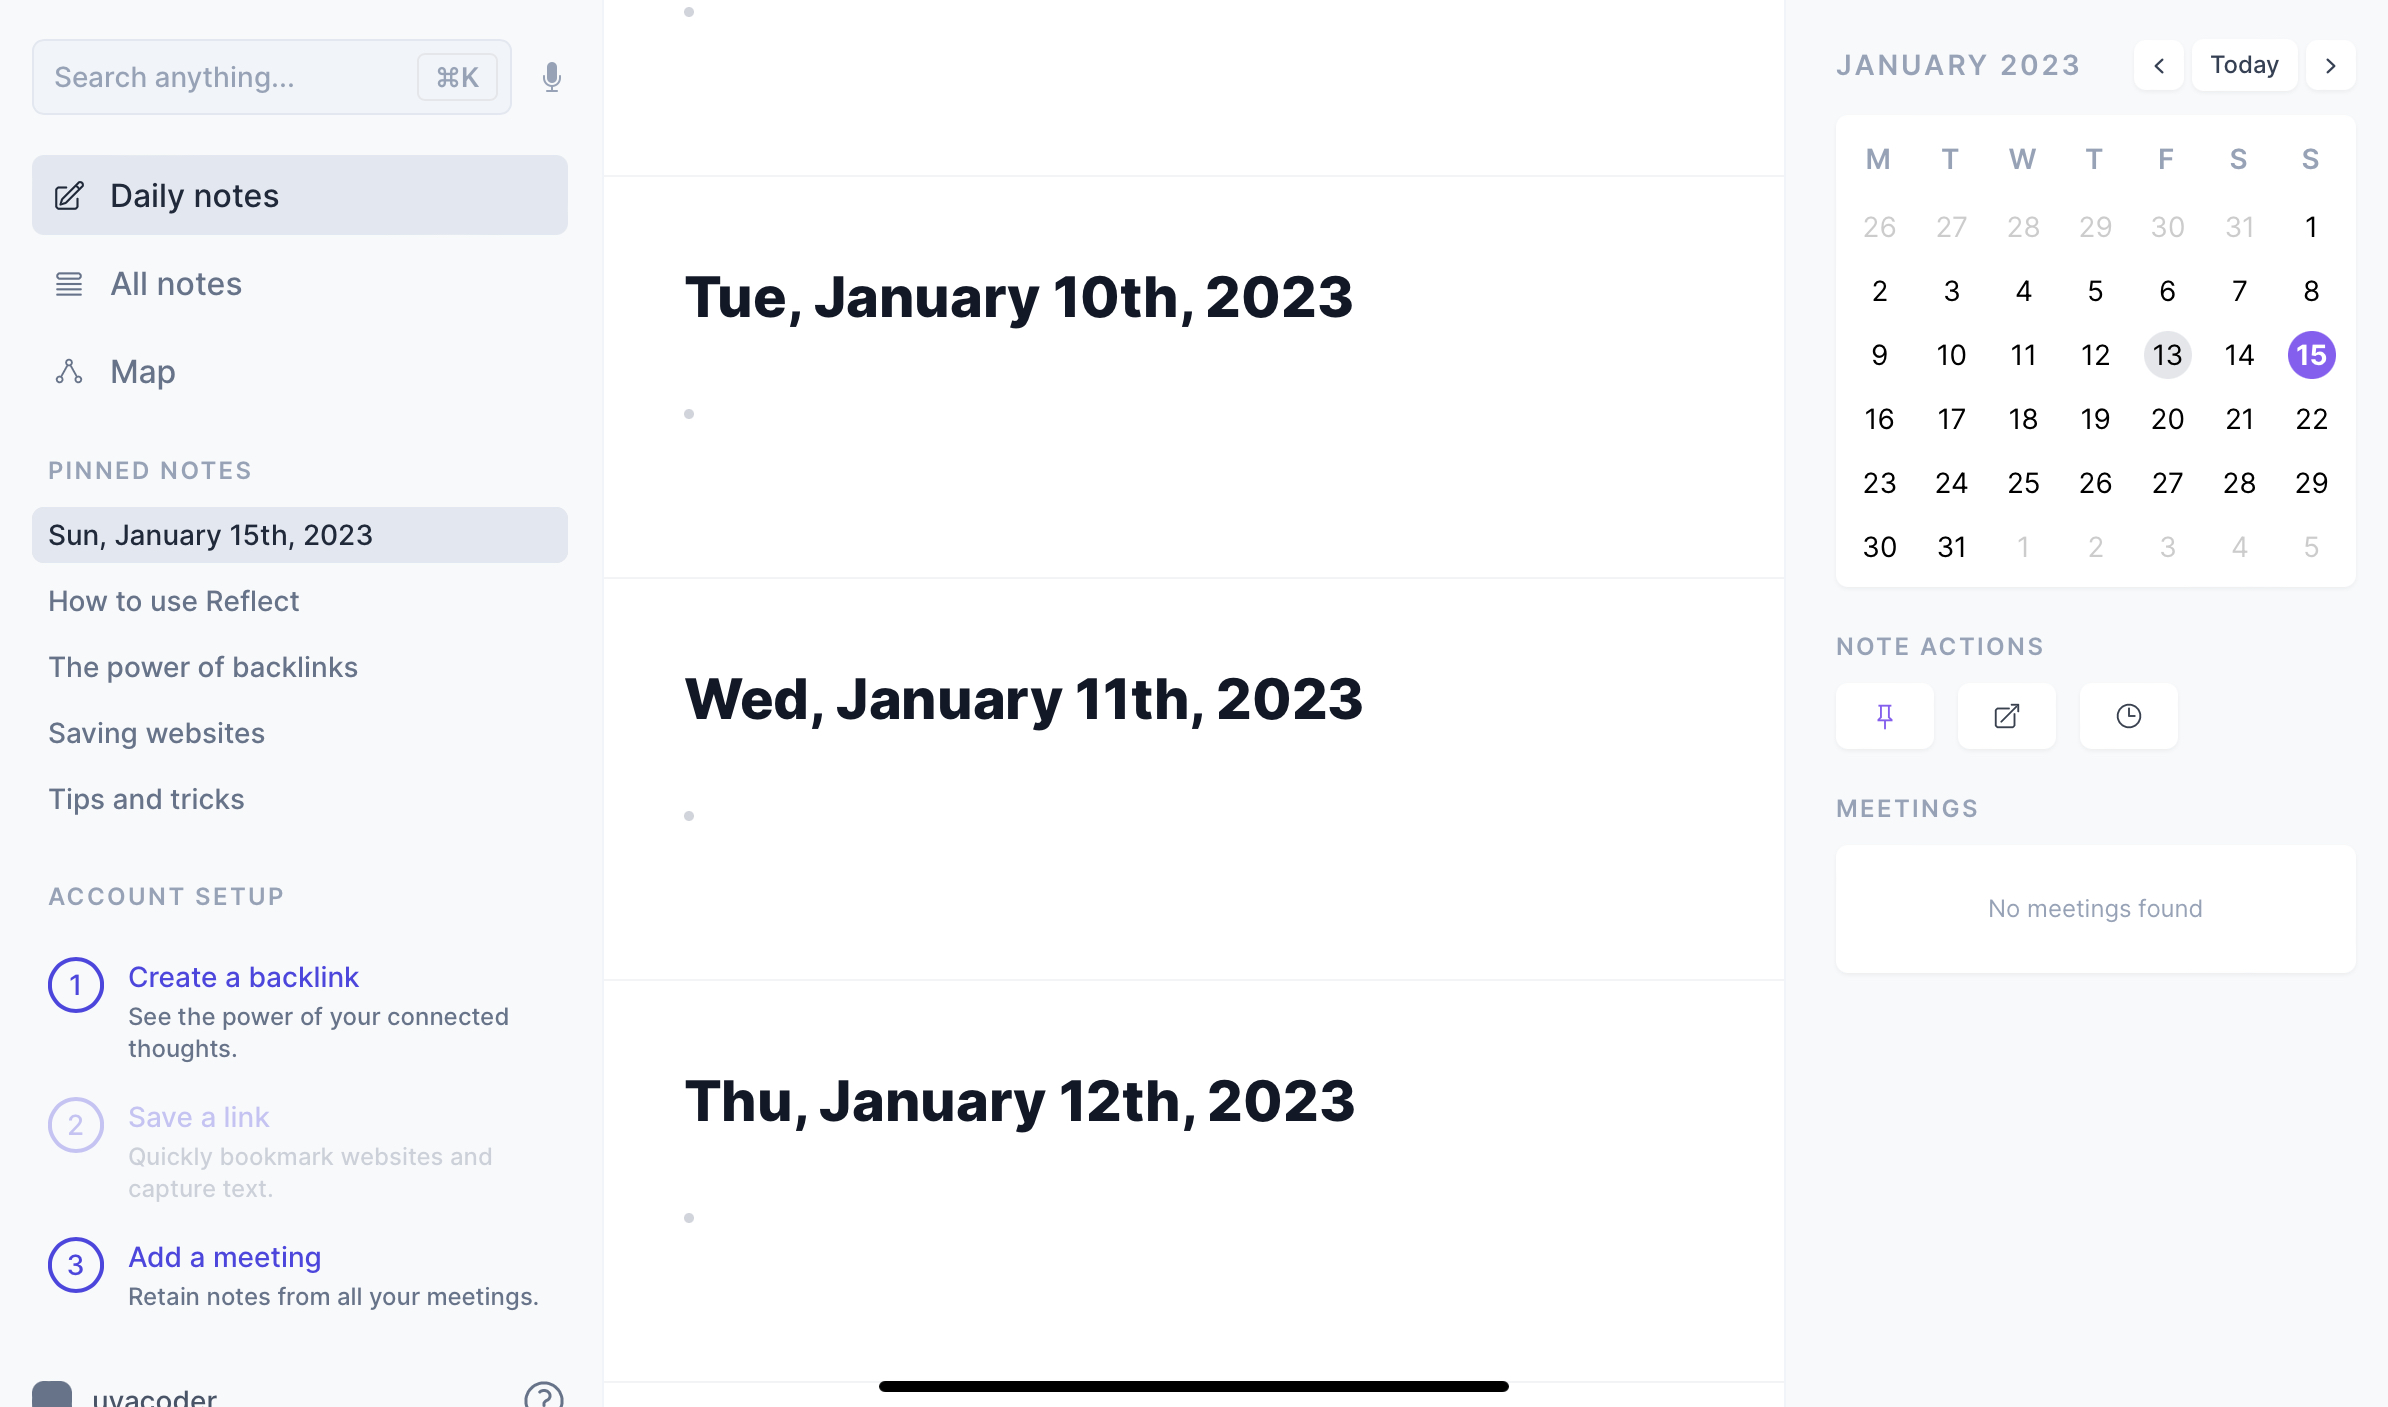 Search anything...
⌘K
Daily notes
All notes
Map
PINNED NOTES
Sun, January 15th, 2023
How to use Reflect
The power of backlinks
Saving websites
Tips and tricks
ACCOUNT SETUP
1
Create a backlink
See the power of your connected
thoughts.
2
Save a link
Quickly bookmark websites and
capture text.
3
Add a meeting
Retain notes from all your meetings.
uvacoder
?
Tue, January 10th, 2023
Wed, January 11th, 2023
Thu, January 12th, 2023
JANUARY 2023
Today
M T W T F S S
26 27 28 29 30 31 1
2 3 4 5 6 7 8
9 10 11 12 13 14 15
16 17 18 19 20 21 22
23 24 25 26 27 28 29
30 31 1 2 3 4 5
NOTE ACTIONS
MEETINGS
No meetings found